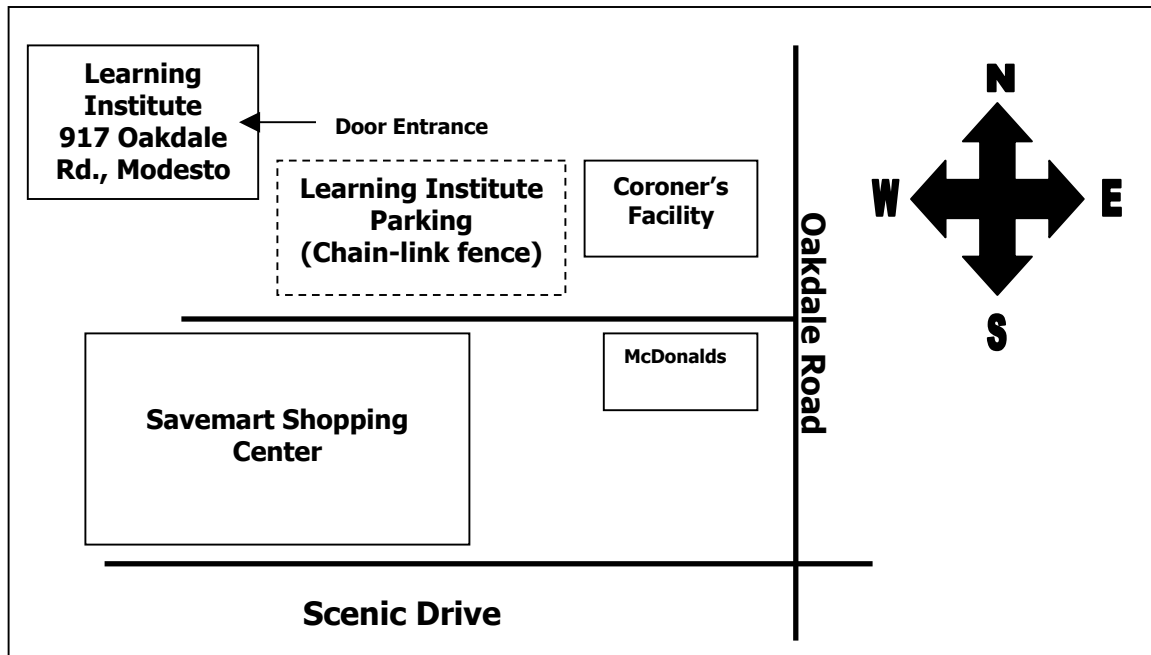 Learning
Institute
917 Oakdale
Rd., Modesto
Door Entrance
Learning Institute
Parking
(Chain-link fence)
Coroner’s
Facility
Oakdale Road
N
W
E
S
McDonalds
Savemart Shopping
Center
Scenic Drive